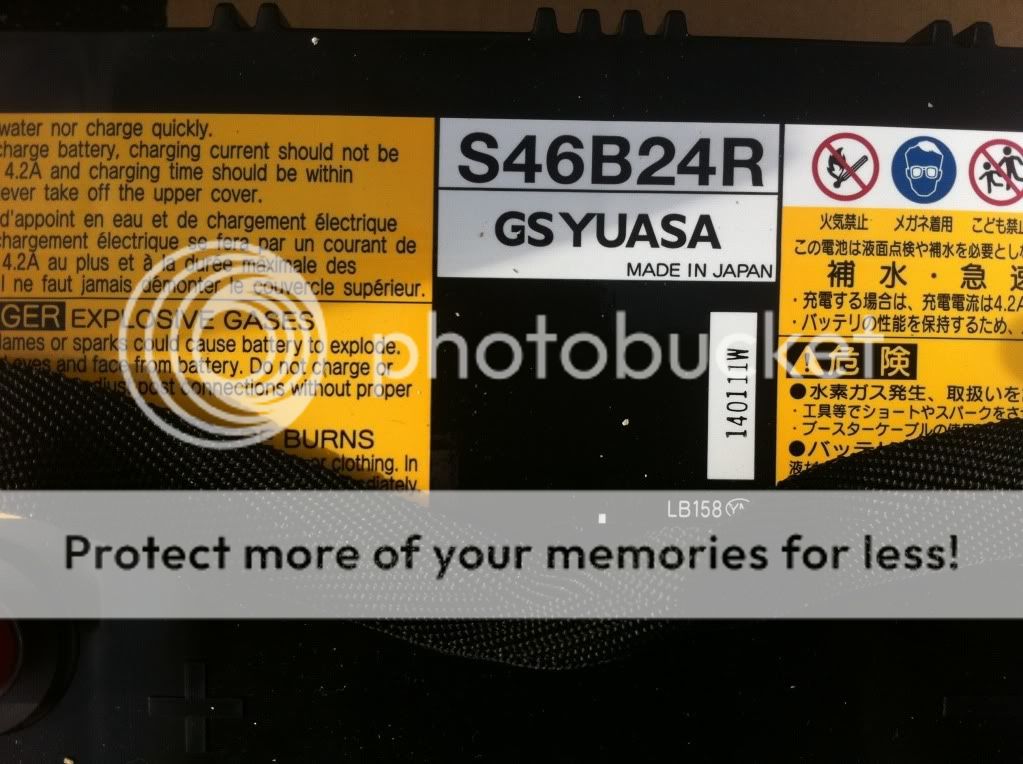 water nor charge quickly.
charge battery, charging current should not be
4.2A and charging time should be within
ever take off the upper cover.
d'appoint en eau et de chargement électrique
chargement électrique se fera par un courant de
4.2A au plus et à la durée maximale des
il ne faut jamais démonter le couvercle supérieur.
GER EXPLOSIVE GASES
lames or sparks could cause battery to explode.
eyes and face from battery. Do not charge or
adjust post connections without proper
BURNS
clothing. In
S46B24R
GS YUASA
MADE IN JAPAN
140111W
LB158
火気禁止 メガネ着用 こども禁止
この電池は液面点検や補水を必要とし
補水・急速
・充電する場合は、充電電流は4.2A
・バッテリの性能を保持するため、
危険
●水素ガス発生、取扱いを
・工具等でショートやスパークをさ
・ブースターケーブルの使用
●バッテ
photobucket
Protect more of your memories for less!